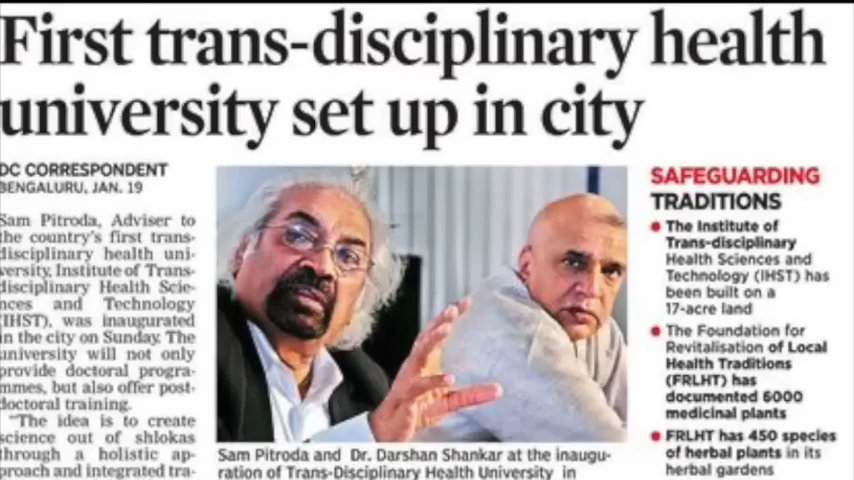 First trans-disciplinary health
university set up in city
DC CORRESPONDENT
BENGALURU, JAN. 19
Sam Pitroda, Adviser to
the country's first trans-
disciplinary health uni-
versity, Institute of Trans-
disciplinary Health Scie-
nces and Technology
(IHST), was inaugurated
in the city on Sunday. The
university will not only
provide doctoral progra-
mmes, but also offer post-
doctoral training.
"The idea is to create
science out of shlokas
through a holistic ap-
proach and integrated tra-
Sam Pitroda and Dr. Darshan Shankar at the inaugu-
ration of Trans-Disciplinary Health University in
SAFEGUARDING
TRADITIONS
• The Institute of
Trans-disciplinary
Health Sciences and
Technology (IHST) has
been built on a
17-acre land
• The Foundation for
Revitalisation of Local
Health Traditions
(FRLHT) has
documented 6000
medicinal plants
• FRLHT has 450 species
of herbal plants in its
herbal gardens